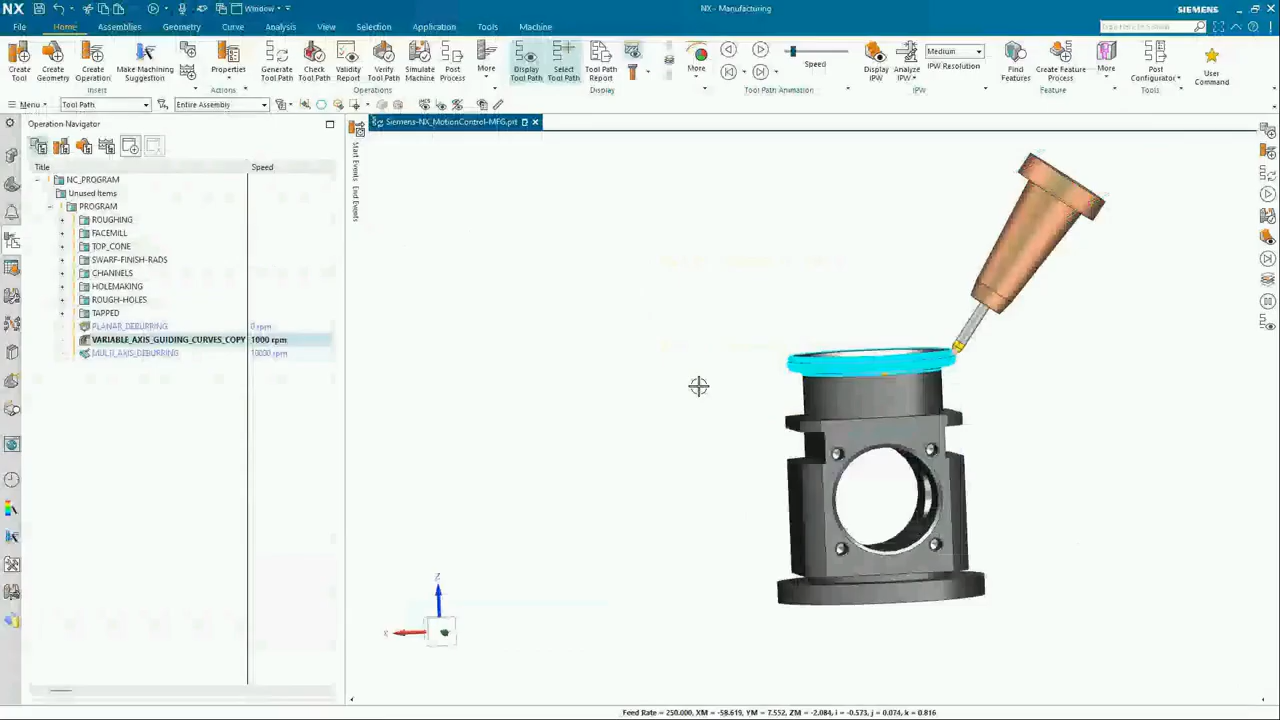 NX
Window
NX - Manufacturing
SIEMENS
File
Home
Assemblies
Geometry
Curve
Analysis
View
Selection
Application
Tools
Machine
Create Tool
Create Geometry
Create Operation
Make Machining Suggestion
Insert
Properties
Actions
Generate Tool Path
Check Tool Path
Validity Report
Verify Tool Path
Simulate Machine
Post Process
More
Operations
Display Tool Path
Select Tool Path
Tool Path Report
Display
More
Speed
Tool Path Animation
Display IPW
Analyze IPW
Medium
IPW Resolution
IPW
Find Features
Create Feature Process
More
Feature
Post Configurator
Tools
User Command
Menu
Tool Path
Entire Assembly
Operation Navigator
Siemens-NX_MotionControl-MFG.prt
Title
Speed
Start Events
End Events
NC_PROGRAM
Unused Items
PROGRAM
ROUGHING
FACEMILL
TOP_CONE
SWARF-FINISH-RADS
CHANNELS
HOLEMAKING
ROUGH-HOLES
TAPPED
PLANAR_DEBURRING 0 rpm
VARIABLE_AXIS_GUIDING_CURVES_COPY 1000 rpm
MULTI_AXIS_DEBURRING 10000 rpm
Z
X
Feed Rate = 250.000, XM = -58.619, YM = 7.552, ZM = -2.084, i = -0.573, j = 0.074, k = 0.816